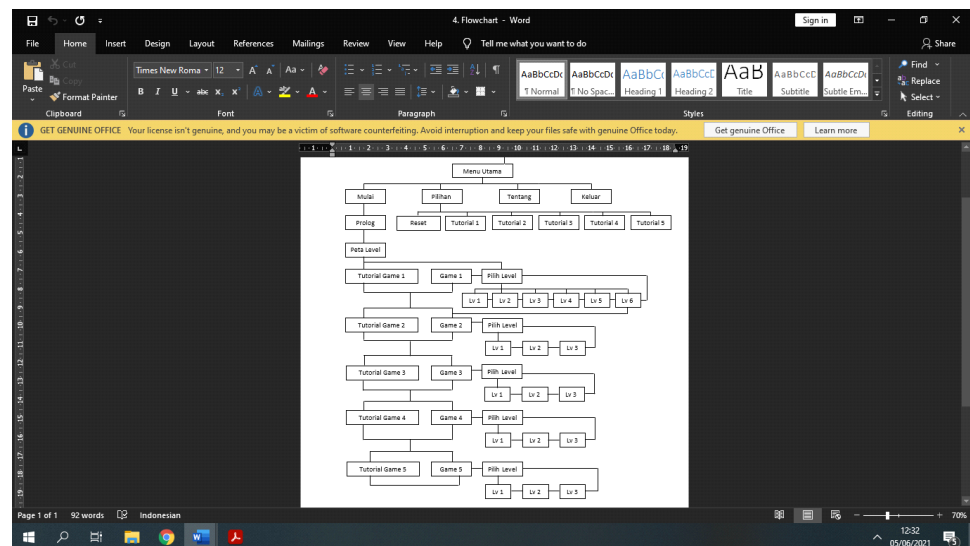 4. Flowchart - Word
Sign in
File Home Insert Design Layout References Mailings Review View Help Tell me what you want to do Share
Paste
Cut
Copy
Format Painter
Clipboard
Times New Roma 12
Font
Paragraph
AaBbCcDc AaBbCcDc AaBbCc AaBbCcE AaB AaBbCcE AaBbCcDc
¶ Normal ¶ No Spac... Heading 1 Heading 2 Title Subtitle Subtle Em...
Styles
Find
Replace
Select
Editing
GET GENUINE OFFICE Your license isn't genuine, and you may be a victim of software counterfeiting. Avoid interruption and keep your files safe with genuine Office today. Get genuine Office Learn more
Menu Utama
Mulai Pilihan Tentang Keluar
Prolog Reset Tutorial 1 Tutorial 2 Tutorial 3 Tutorial 4 Tutorial 5
Peta Level
Tutorial Game 1 Game 1 Pilih Level
Lv 1 Lv 2 Lv 3 Lv 4 Lv 5 Lv 6
Tutorial Game 2 Game 2 Pilih Level
Lv 1 Lv 2 Lv 3
Tutorial Game 3 Game 3 Pilih Level
Lv 1 Lv 2 Lv 3
Tutorial Game 4 Game 4 Pilih Level
Lv 1 Lv 2 Lv 3
Tutorial Game 5 Game 5 Pilih Level
Lv 1 Lv 2 Lv 3
Page 1 of 1 92 words Indonesian 70%
12:32
05/06/2021